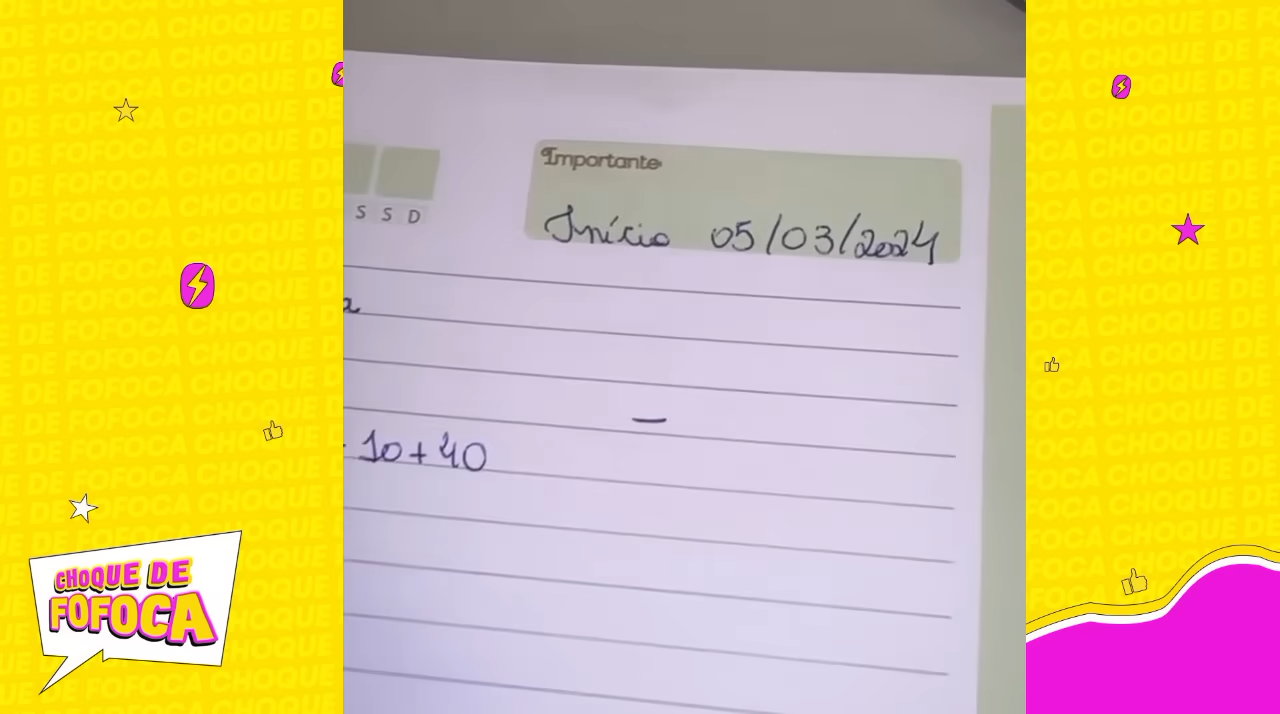 Importante
S S D
Início 05/03/2024
a
- 10+40
CHOQUE DE
FOFOCA